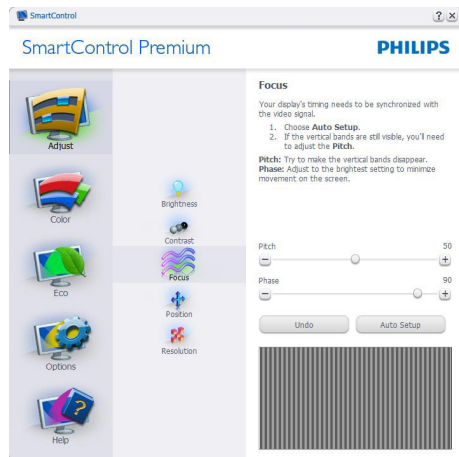 SmartControl
SmartControl Premium
PHILIPS
Adjust
Color
Eco
Options
Help
Brightness
Contrast
Focus
Position
Resolution
Focus
Your display's timing needs to be synchronized with
the video signal.
1. Choose Auto Setup.
2. If the vertical bands are still visible, you'll need
to adjust the Pitch.
Pitch: Try to make the vertical bands disappear.
Phase: Adjust to the brightest setting to minimize
movement on the screen.
Pitch 50
Phase 90
Undo Auto Setup